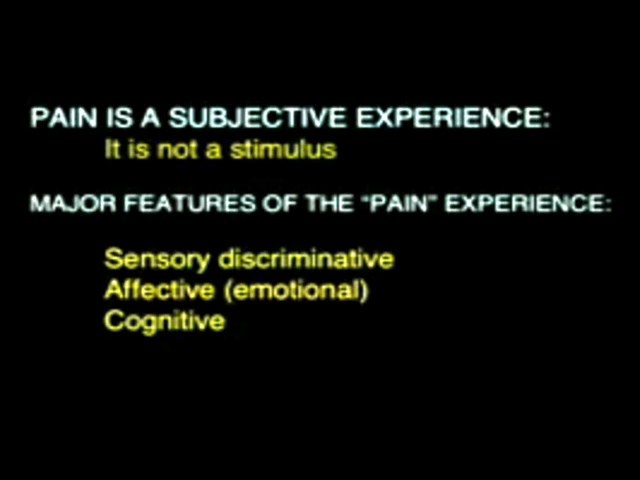 PAIN IS A SUBJECTIVE EXPERIENCE:
It is not a stimulus
MAJOR FEATURES OF THE “PAIN” EXPERIENCE:
Sensory discriminative
Affective (emotional)
Cognitive